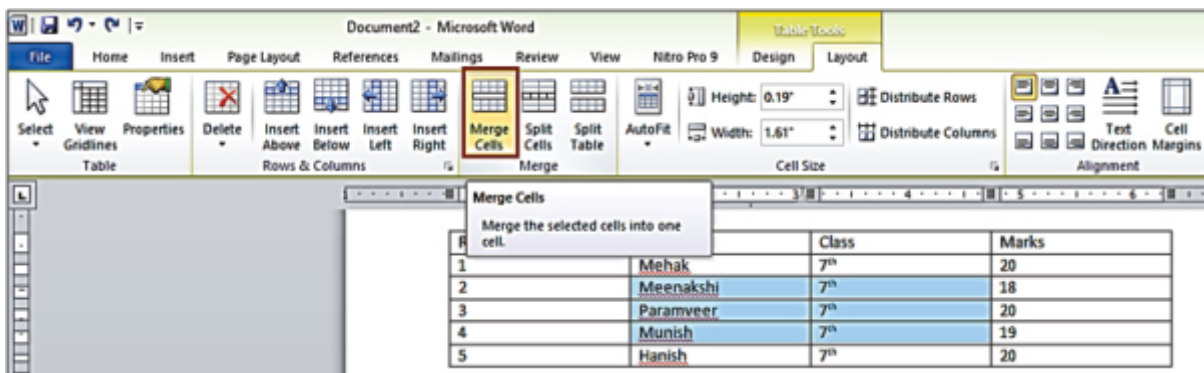 Document2 - Microsoft Word
Table Tools
File Home Insert Page Layout References Mailings Review View Nitro Pro 9 Design Layout
Select View Gridlines Properties Delete Insert Above Insert Below Insert Left Insert Right Merge Cells Split Cells Split Table AutoFit Height: 0.19" Distribute Rows
Width: 1.61" Distribute Columns Text Direction Cell Margins
Table Rows & Columns Merge Cell Size Alignment
L 3 4 5 6
Merge Cells
Merge the selected cells into one
cell.
R Class Marks
1 Mehak 7th 20
2 Meenakshi 7th 18
3 Paramveer 7th 20
4 Munish 7th 19
5 Hanish 7th 20